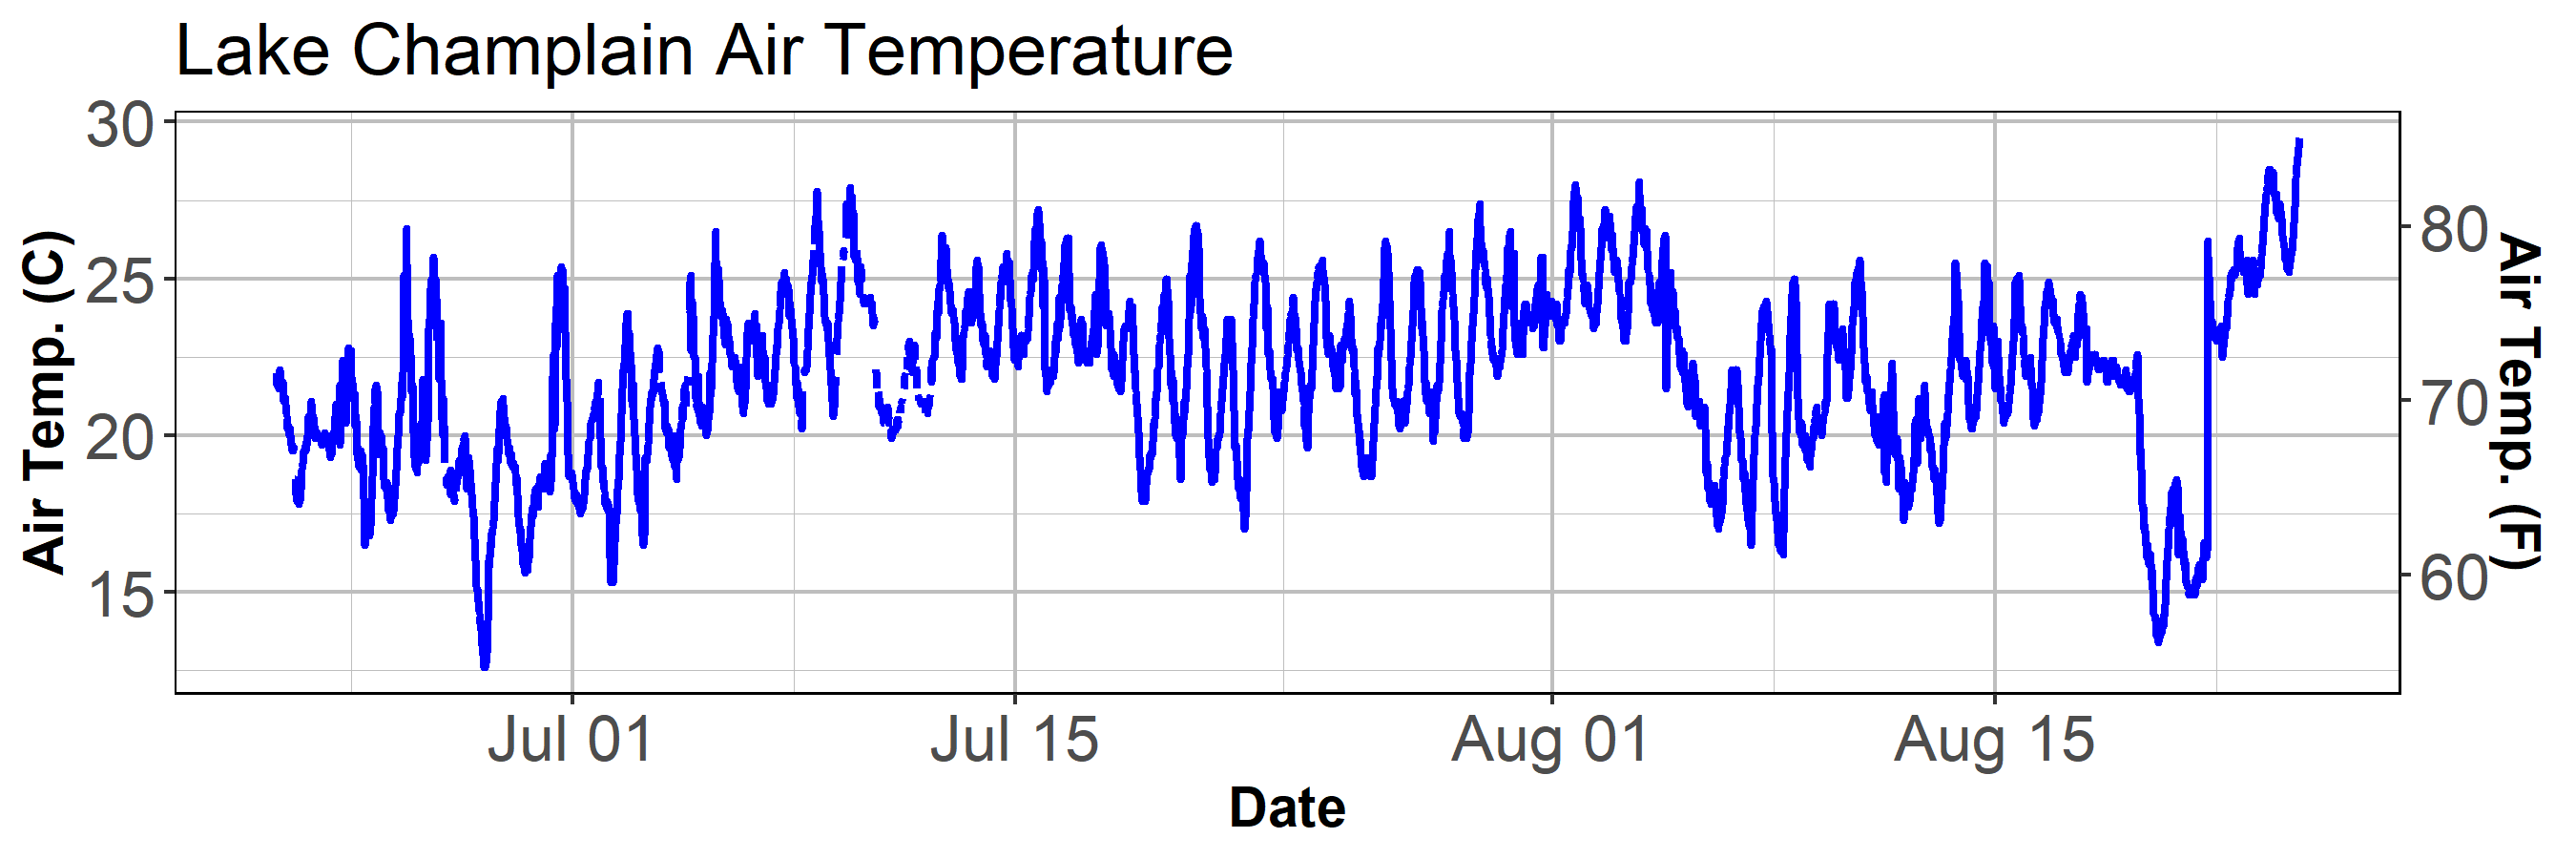 Lake Champlain Air Temperature
30
25
20
15
Air Temp. (C)
80
70
60
Air Temp. (F)
Jul 01
Jul 15
Aug 01
Aug 15
Date